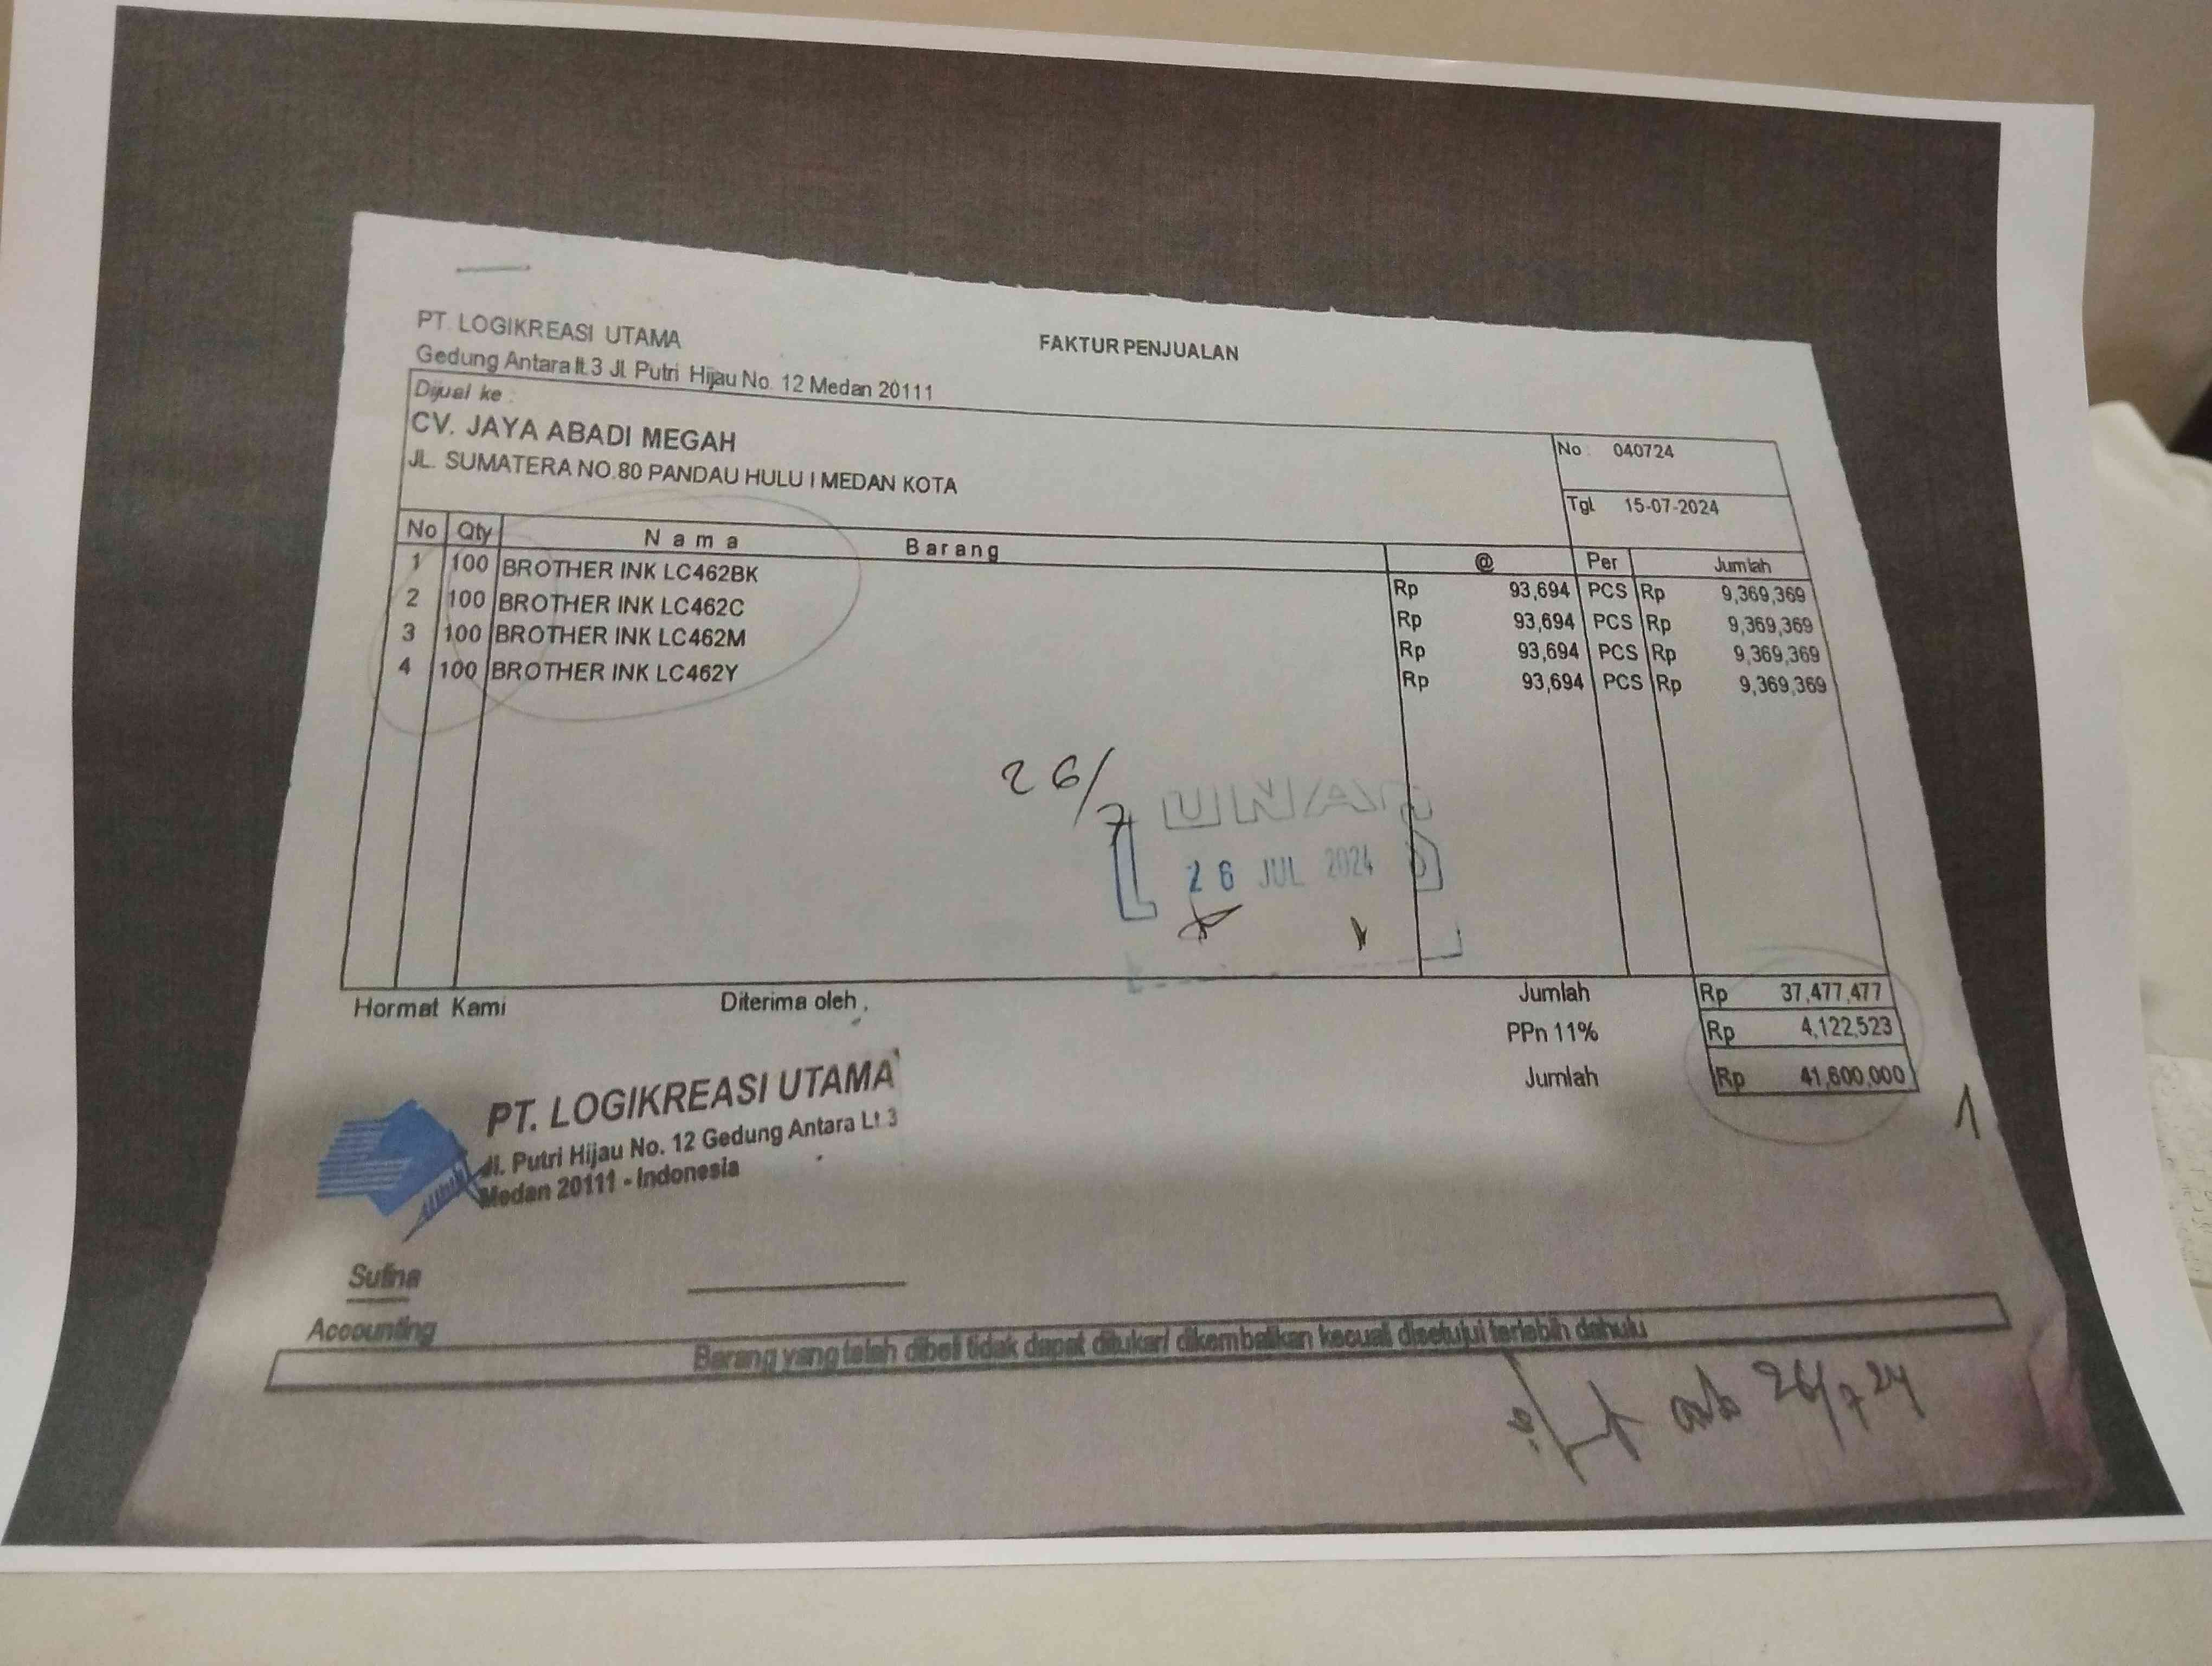 PT. LOGIKREASI UTAMA
Gedung Antara lt.3 Jl. Putri Hijau No. 12 Medan 20111
FAKTUR PENJUALAN
Dijual ke :
CV. JAYA ABADI MEGAH
JL. SUMATERA NO.80 PANDAU HULU I MEDAN KOTA
No : 040724
Tgl. 15-07-2024
No Qty Nama Barang @ Per Jumlah
1 100 BROTHER INK LC462BK Rp 93,694 PCS Rp 9,369,369
2 100 BROTHER INK LC462C Rp 93,694 PCS Rp 9,369,369
3 100 BROTHER INK LC462M Rp 93,694 PCS Rp 9,369,369
4 100 BROTHER INK LC462Y Rp 93,694 PCS Rp 9,369,369
26/7
26 JUL 2024
Hormat Kami
Diterima oleh ,
Jumlah Rp 37,477,477
PPn 11% Rp 4,122,523
Jumlah Rp 41,600,000
PT. LOGIKREASI UTAMA
Jl. Putri Hijau No. 12 Gedung Antara Lt 3
Medan 20111 - Indonesia
Sufina
Accounting
Barang yang telah dibeli tidak dapat ditukar/ dikembalikan kecuali disetujui terlebih dahulu
26/7 24